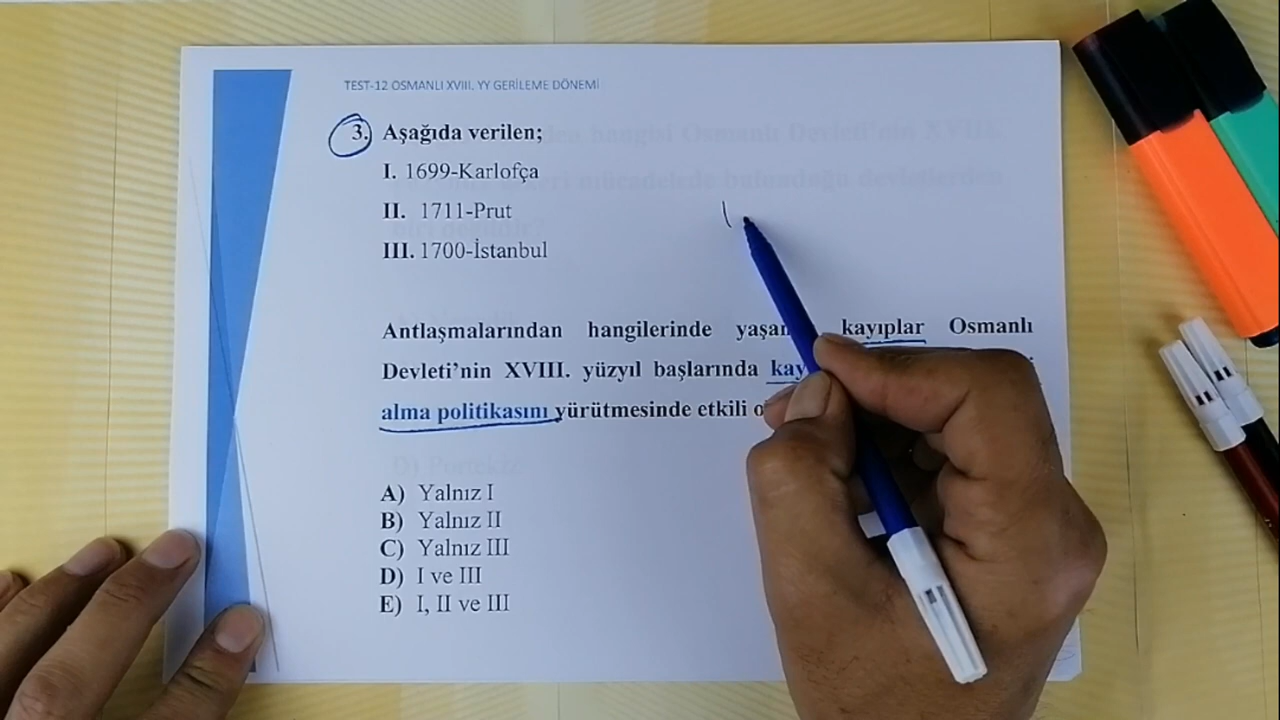 TEST-12 OSMANLI XVIII. YY GERİLEME DÖNEMİ
3. Aşağıda verilen;
I. 1699-Karlofça
II. 1711-Prut
III. 1700-İstanbul
Antlaşmalarından hangilerinde kayıplar Osmanlı
Devleti’nin XVIII. yüzyıl başlarında
alma politikasını yürütmesinde etkili
A) Yalnız I
B) Yalnız II
C) Yalnız III
D) I ve III
E) I, II ve III